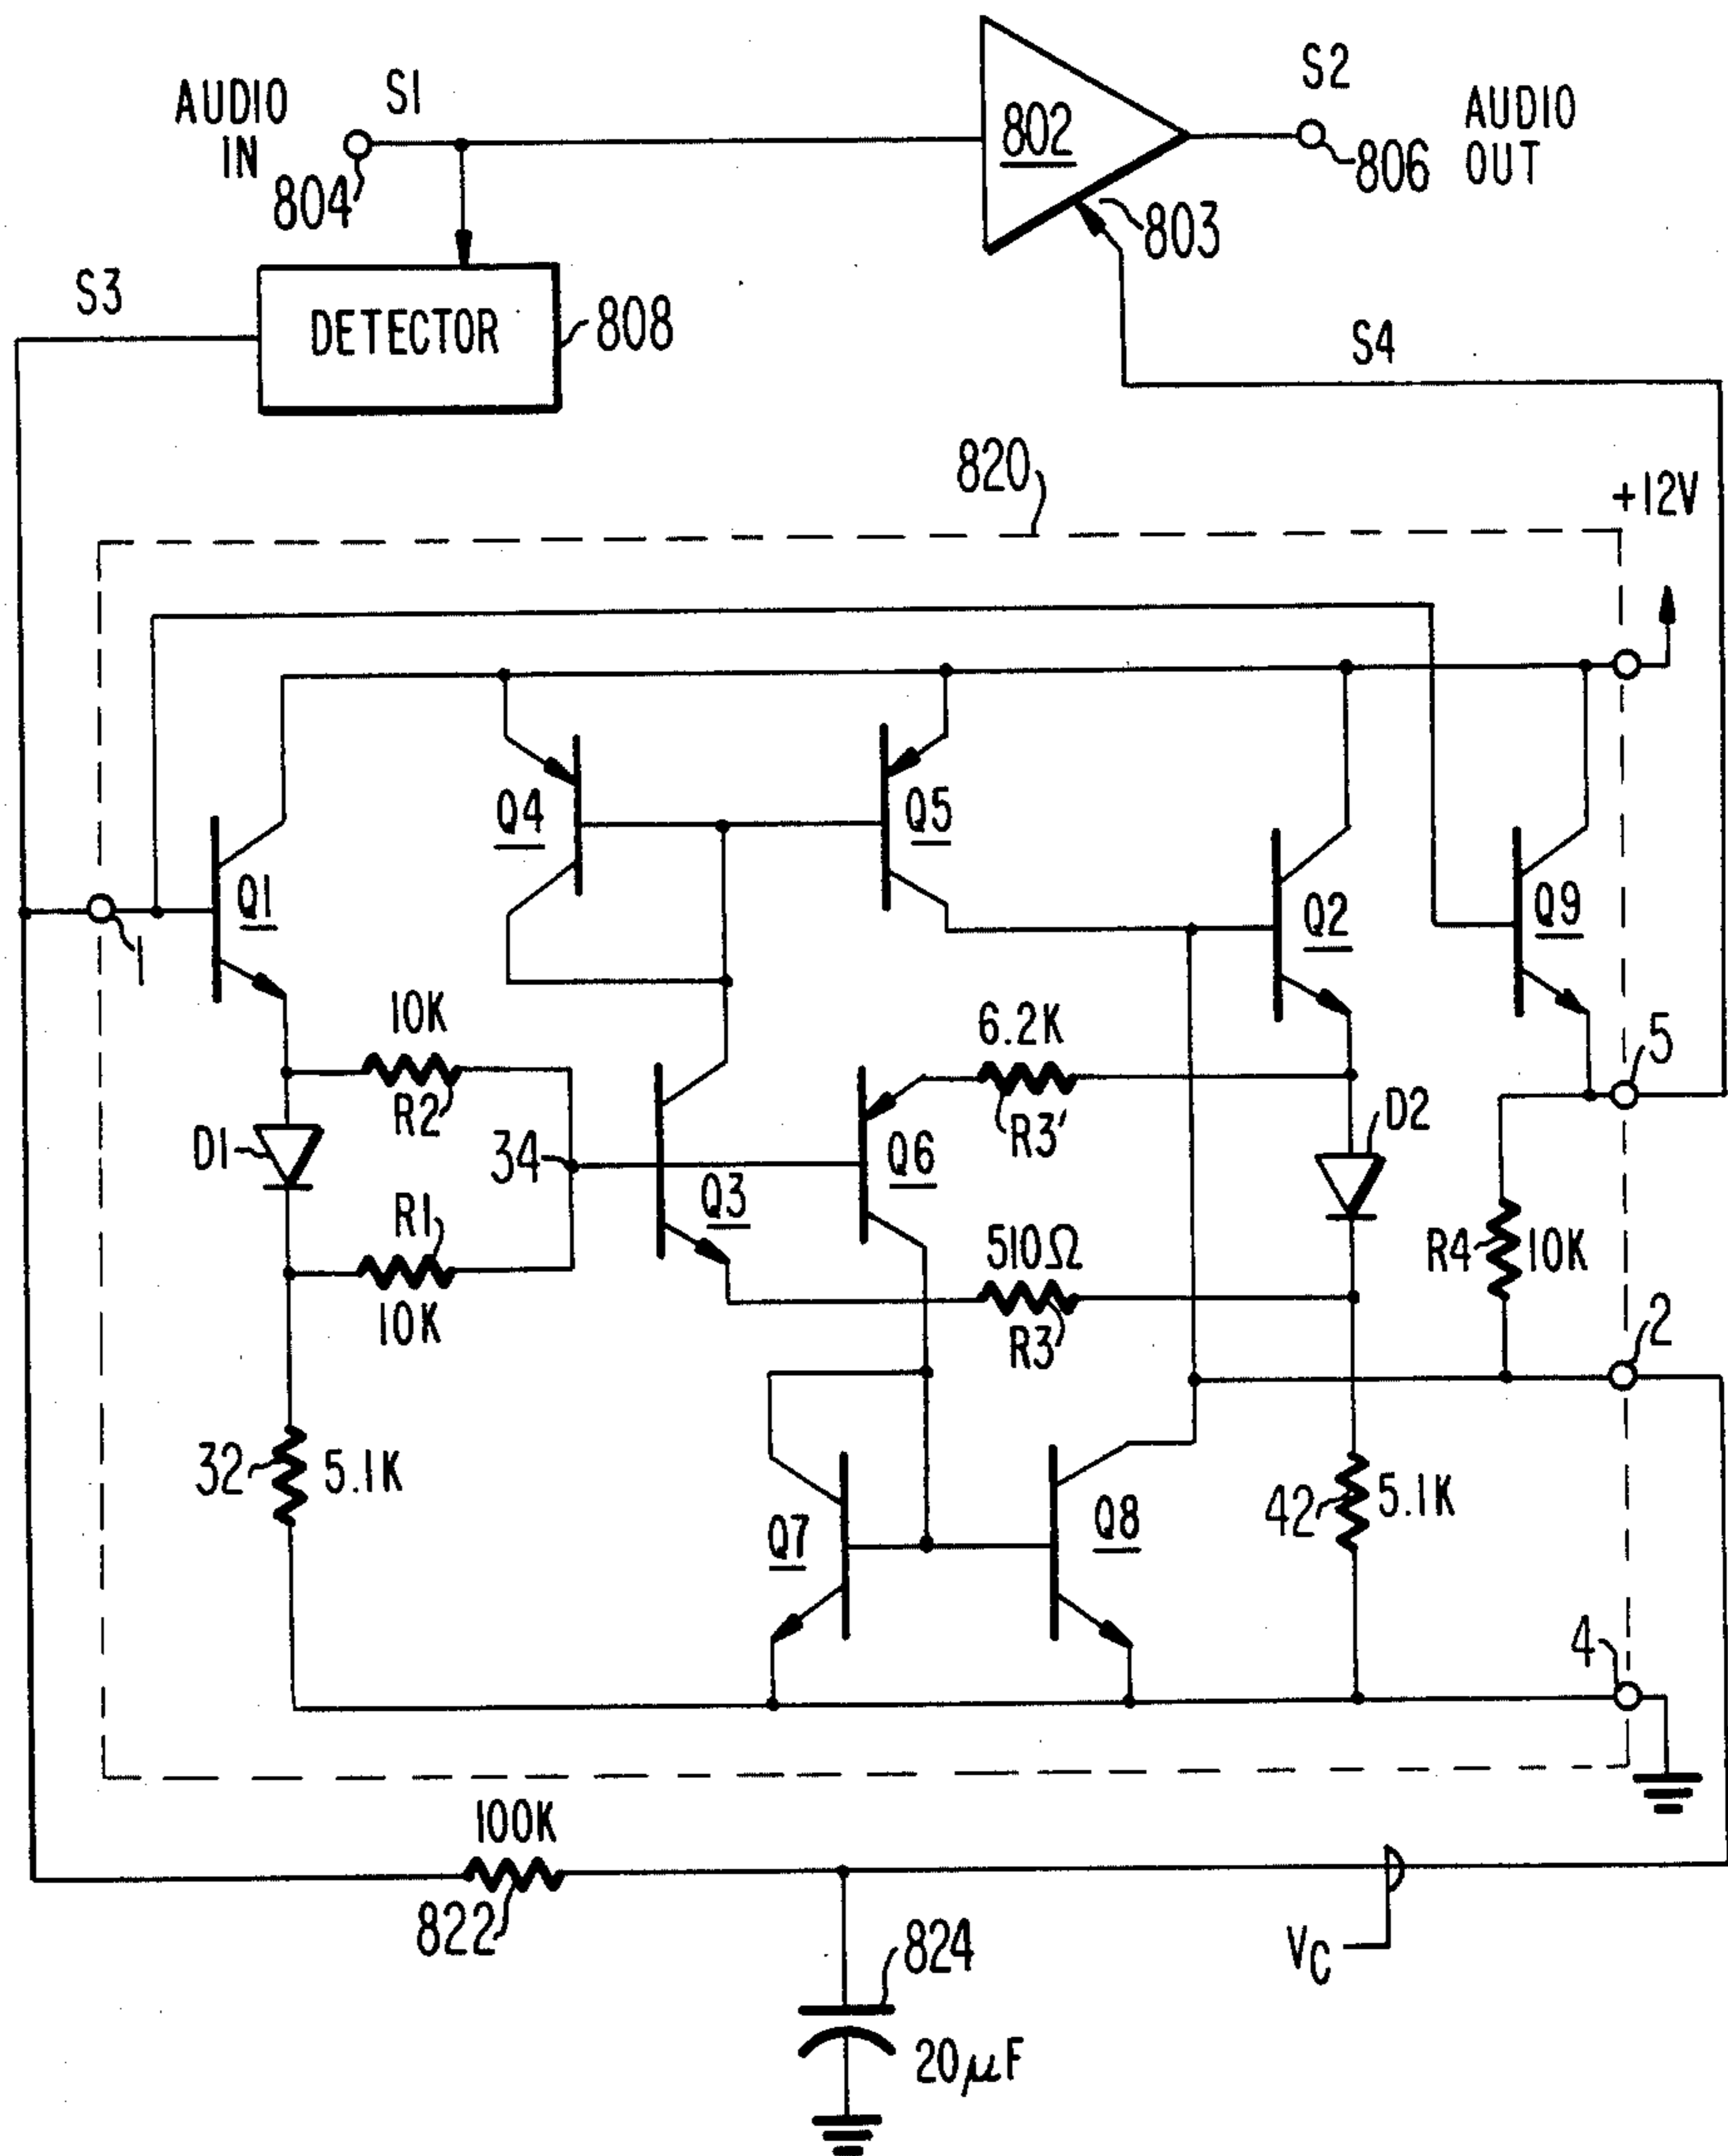 AUDIO
IN
S1
804
802
803
S2
806
AUDIO
OUT
S3
DETECTOR
808
S4
820
+12V
1
Q1
Q4
Q5
Q2
Q9
10K
R2
6.2K
R3'
5
D1
34
Q3
Q6
D2
R1
10K
510Ω
R3
R4
10K
2
32
5.1K
Q7
Q8
42
5.1K
4
100K
822
824
20μF
VC